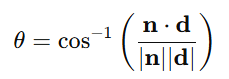 θ = cos⁻¹ ( n · d / |n||d| )